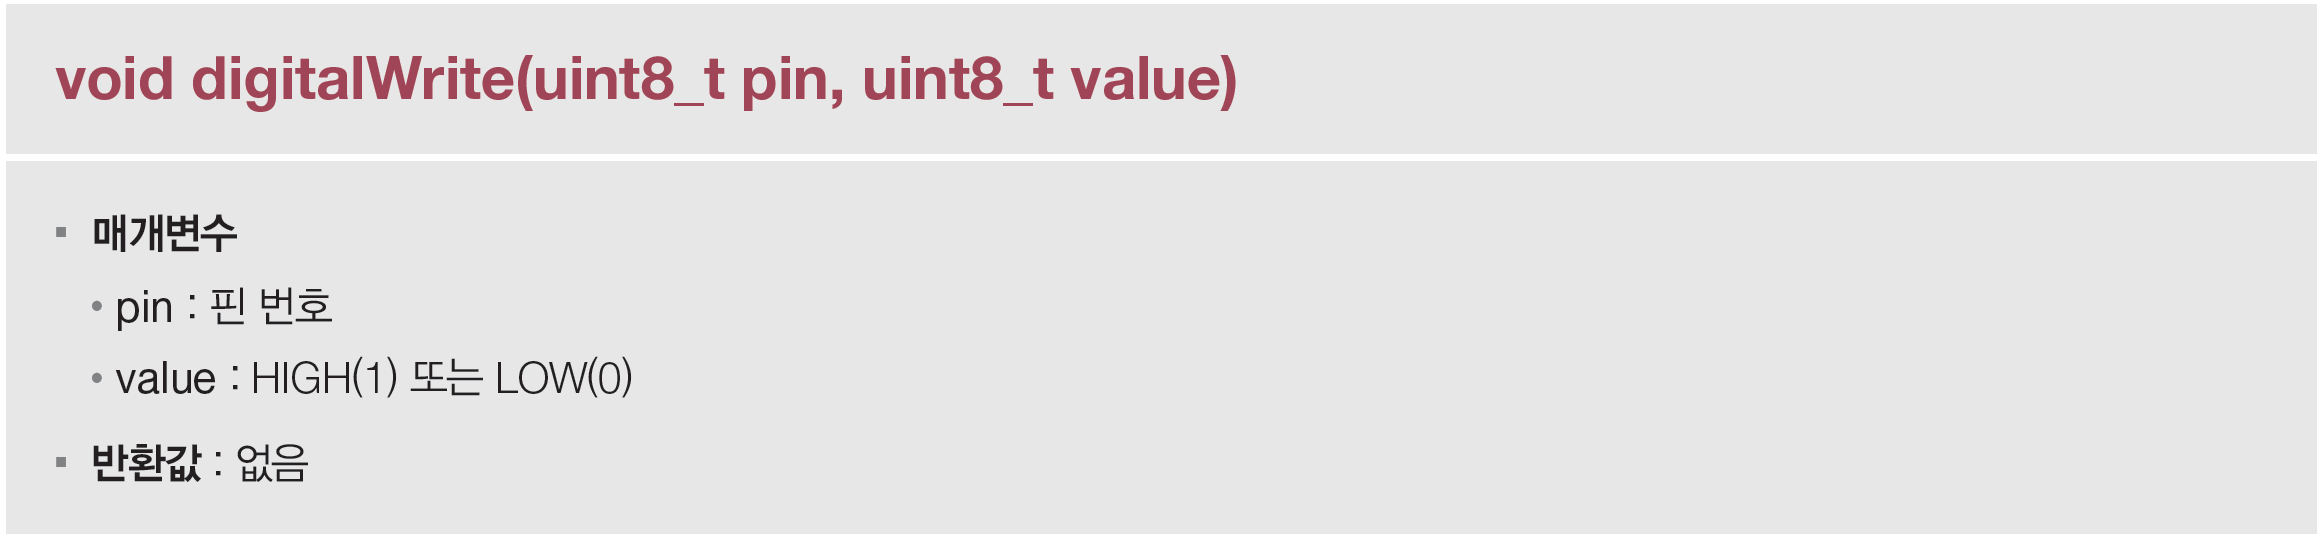 void digitalWrite(uint8_t pin, uint8_t value)
▪ 매개변수
• pin : 핀 번호
• value : HIGH(1) 또는 LOW(0)
▪ 반환값 : 없음